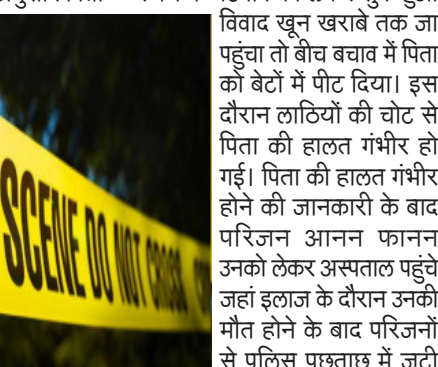 विवाद खून खराबे तक जा
पहुंचा तो बीच बचाव में पिता
को बेटों में पीट दिया। इस
दौरान लाठियों की चोट से
पिता की हालत गंभीर हो
गई। पिता की हालत गंभीर
होने की जानकारी के बाद
परिजन आनन फानन
उनको लेकर अस्पताल पहुंचे
जहां इलाज के दौरान उनकी
मौत होने के बाद परिजनों
से पुलिस पूछताछ में जुटी
SCENE DO NOT CROSS